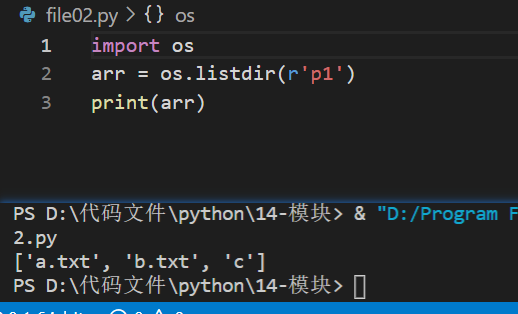 file02.py > {} os
1 import os
2 arr = os.listdir(r'p1')
3 print(arr)
PS D:\代码文件\python\14-模块> & "D:/Program F
2.py
['a.txt', 'b.txt', 'c']
PS D:\代码文件\python\14-模块>